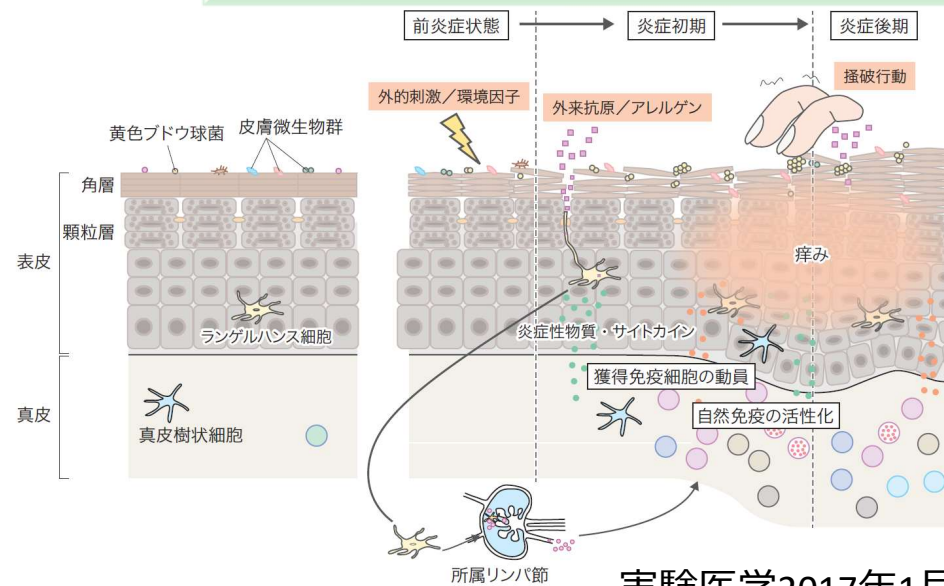 前炎症状態
炎症初期
炎症後期
掻破行動
外的刺激/環境因子
外来抗原/アレルゲン
黄色ブドウ球菌
皮膚微生物群
角層
顆粒層
表皮
痒み
ランゲルハンス細胞
炎症性物質・サイトカイン
獲得免疫細胞の動員
自然免疫の活性化
真皮
真皮樹状細胞
所属リンパ節
実験医学2017年1月